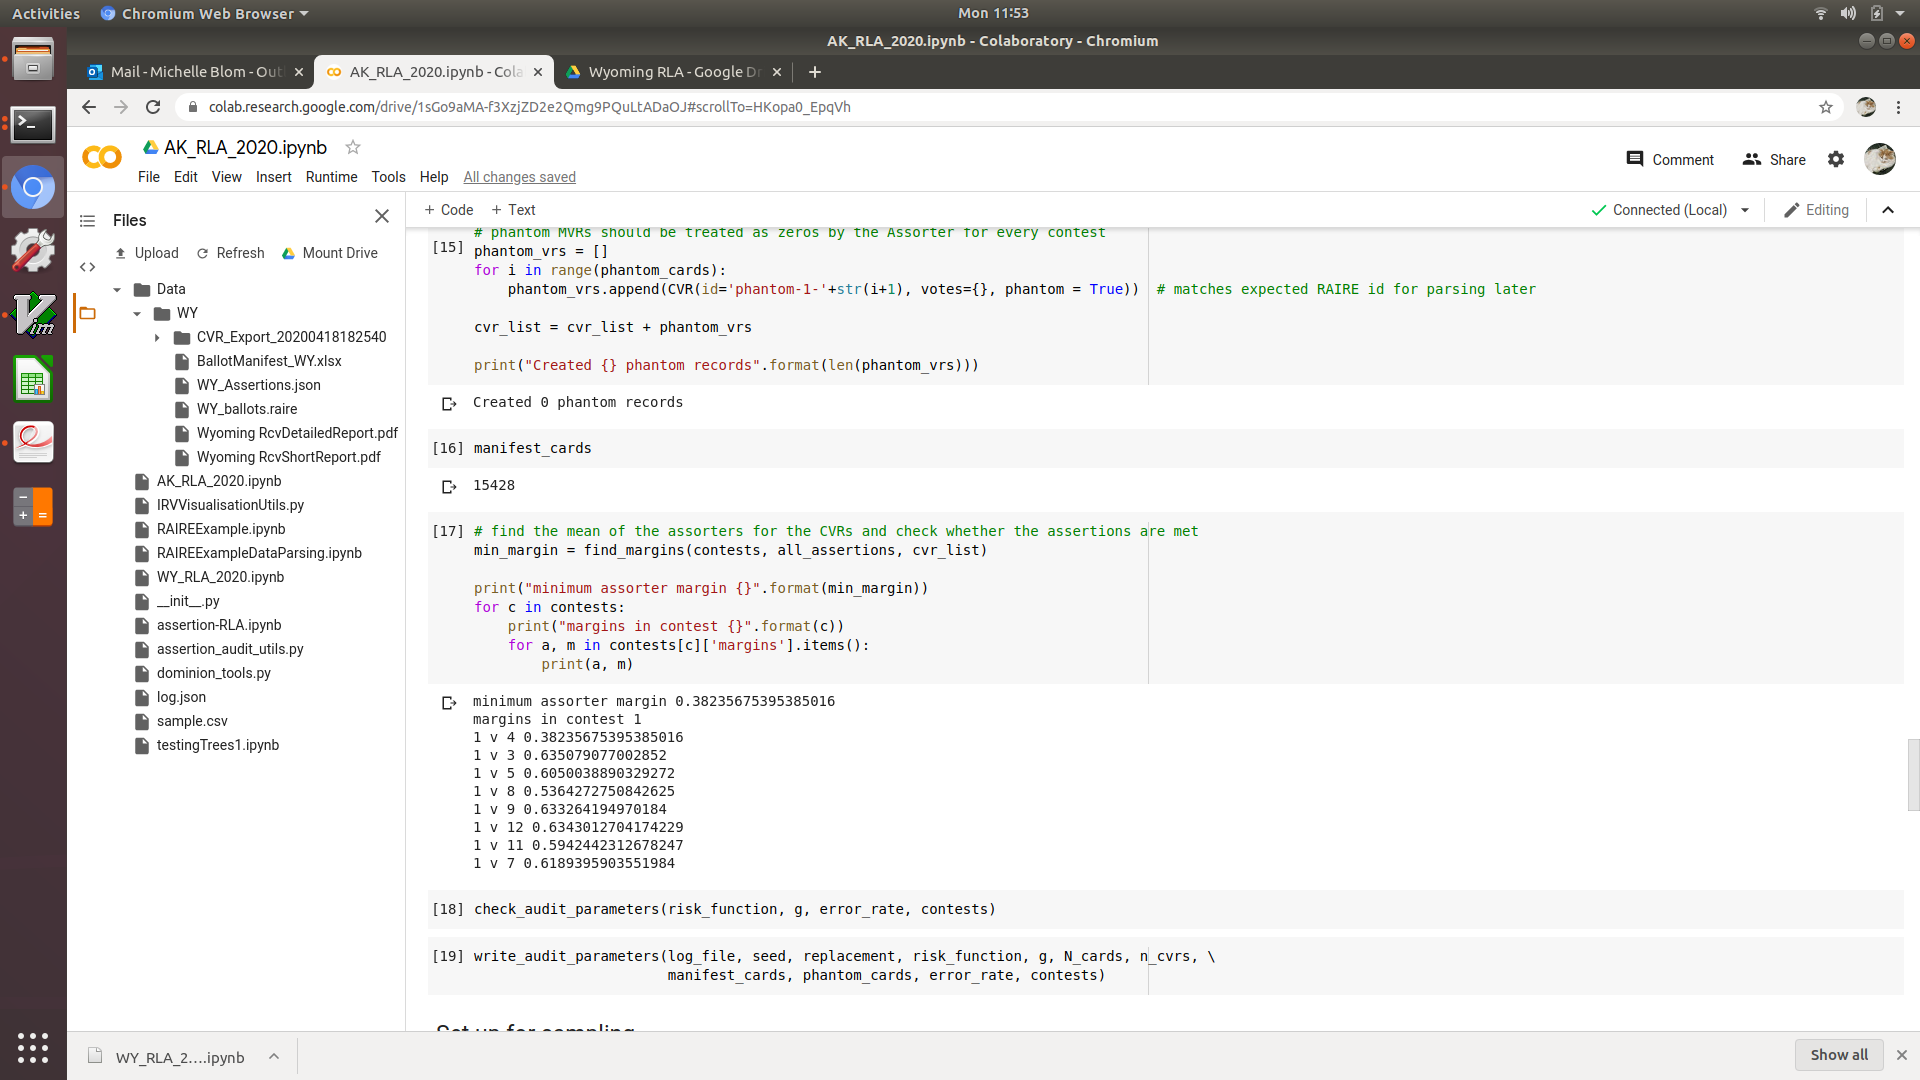 Activities
Chromium Web Browser
Mon 11:53
AK_RLA_2020.ipynb - Colaboratory - Chromium
Mail - Michelle Blom - Out
AK_RLA_2020.ipynb - Cola
Wyoming RLA - Google Dr
colab.research.google.com/drive/1sGo9aMA-f3XzjZD2e2Qmg9PQuLtADaOJ#scrollTo=HKopa0_EpqVh
AK_RLA_2020.ipynb
Comment
Share
File Edit View Insert Runtime Tools Help All changes saved
Files
+ Code + Text
Connected (Local)
Editing
Upload Refresh Mount Drive
Data
WY
CVR_Export_20200418182540
BallotManifest_WY.xlsx
WY_Assertions.json
WY_ballots.raire
Wyoming RcvDetailedReport.pdf
Wyoming RcvShortReport.pdf
AK_RLA_2020.ipynb
IRVVisualisationUtils.py
RAIREExample.ipynb
RAIREExampleDataParsing.ipynb
WY_RLA_2020.ipynb
__init__.py
assertion-RLA.ipynb
assertion_audit_utils.py
dominion_tools.py
log.json
sample.csv
testingTrees1.ipynb
# phantom MVRs should be treated as zeros by the Assorter for every contest
[15] phantom_vrs = []
for i in range(phantom_cards):
phantom_vrs.append(CVR(id='phantom-1-'+str(i+1), votes={}, phantom = True)) # matches expected RAIRE id for parsing later
cvr_list = cvr_list + phantom_vrs
print("Created {} phantom records".format(len(phantom_vrs)))
Created 0 phantom records
[16] manifest_cards
15428
[17] # find the mean of the assorters for the CVRs and check whether the assertions are met
min_margin = find_margins(contests, all_assertions, cvr_list)
print("minimum assorter margin {}".format(min_margin))
for c in contests:
print("margins in contest {}".format(c))
for a, m in contests[c]['margins'].items():
print(a, m)
minimum assorter margin 0.38235675395385016
margins in contest 1
1 v 4 0.38235675395385016
1 v 3 0.635079077002852
1 v 5 0.6050038890329272
1 v 8 0.5364272750842625
1 v 9 0.633264194970184
1 v 12 0.6343012704174229
1 v 11 0.5942442312678247
1 v 7 0.6189395903551984
[18] check_audit_parameters(risk_function, g, error_rate, contests)
[19] write_audit_parameters(log_file, seed, replacement, risk_function, g, N_cards, n_cvrs, \
manifest_cards, phantom_cards, error_rate, contests)
Set up for sampling
WY_RLA_2....ipynb
Show all